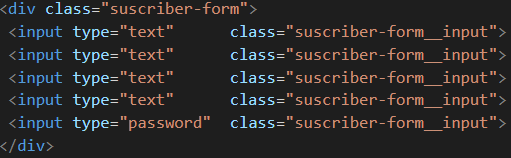 <div class="suscriber-form">
<input type="text" class="suscriber-form__input">
<input type="text" class="suscriber-form__input">
<input type="text" class="suscriber-form__input">
<input type="text" class="suscriber-form__input">
<input type="password" class="suscriber-form__input">
</div>